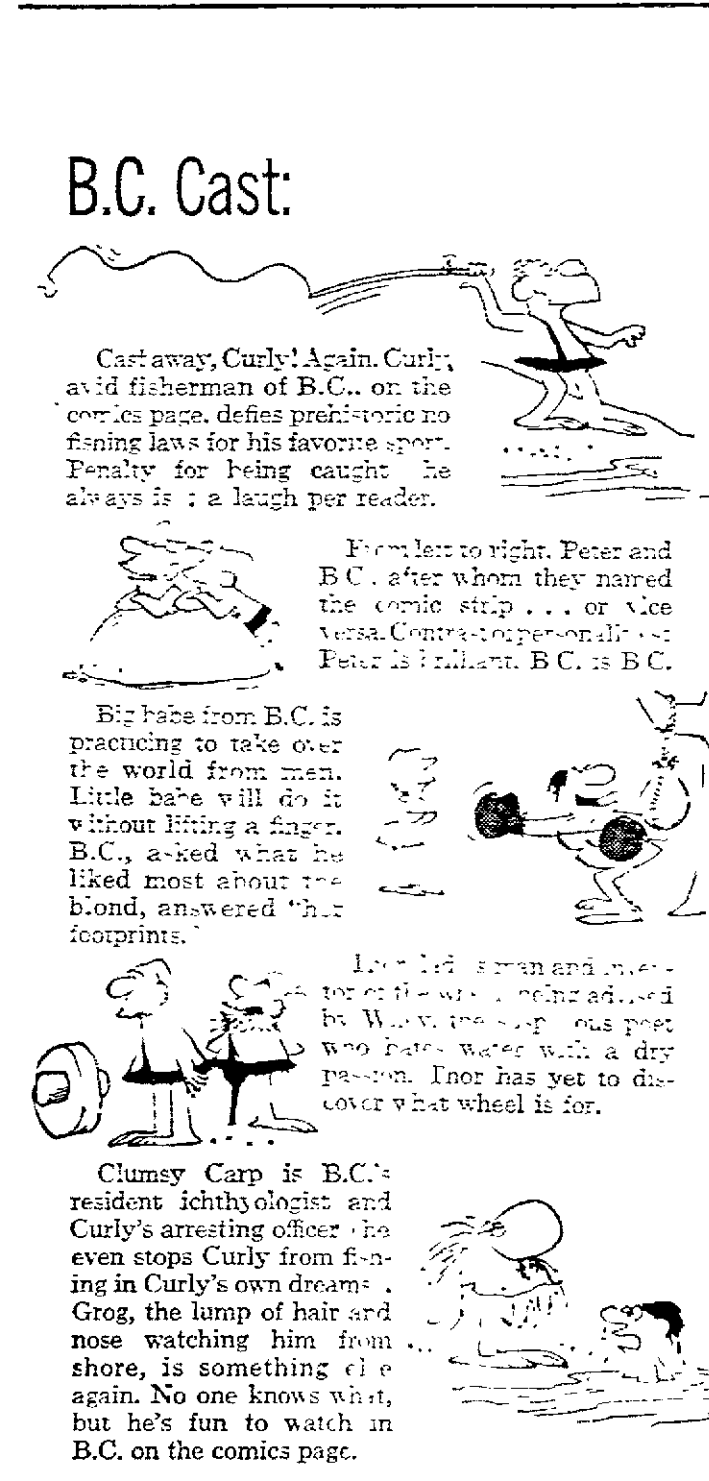 B.C. Cast:
Cast away, Curly! Again. Curly,
avid fisherman of B.C., on the
comics page, defies prehistoric no
fishing laws for his favorite sport.
Penalty for being caught he
always is : a laugh per reader.
From left to right. Peter and
B.C., after whom they named
the comic strip . . . or vice
versa. Contrast
Peter is brilliant. B.C. is B.C.
Big babe from B.C. is
practicing to take over
the world from men.
Little babe will do it
without lifting a finger.
B.C., asked what he
liked most about the
blond, answered "her
footprints."
man and
of the being advised
by the poet
who hates water with a dry
passion. Thor has yet to dis-
cover what wheel is for.
Clumsy Carp is B.C.'s
resident ichthyologist and
Curly's arresting officer he
even stops Curly from fish-
ing in Curly's own dreams .
Grog, the lump of hair and
nose watching him from
shore, is something else
again. No one knows what,
but he's fun to watch in
B.C. on the comics page.